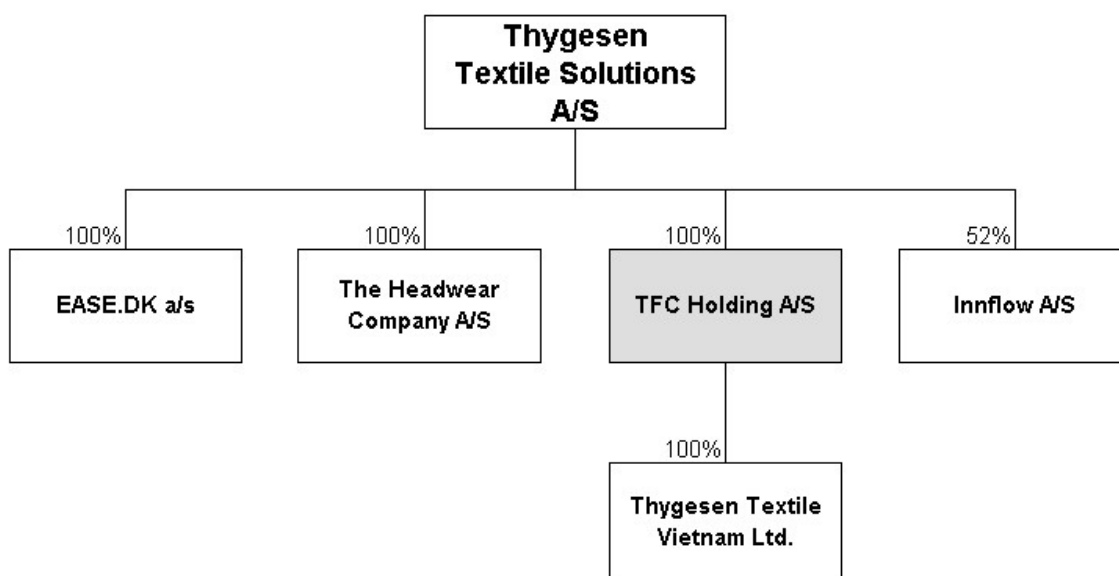 Thygesen
Textile Solutions
A/S
100%
100%
100%
52%
EASE.DK a/s
The Headwear
Company A/S
TFC Holding A/S
Innflow A/S
100%
Thygesen Textile
Vietnam Ltd.